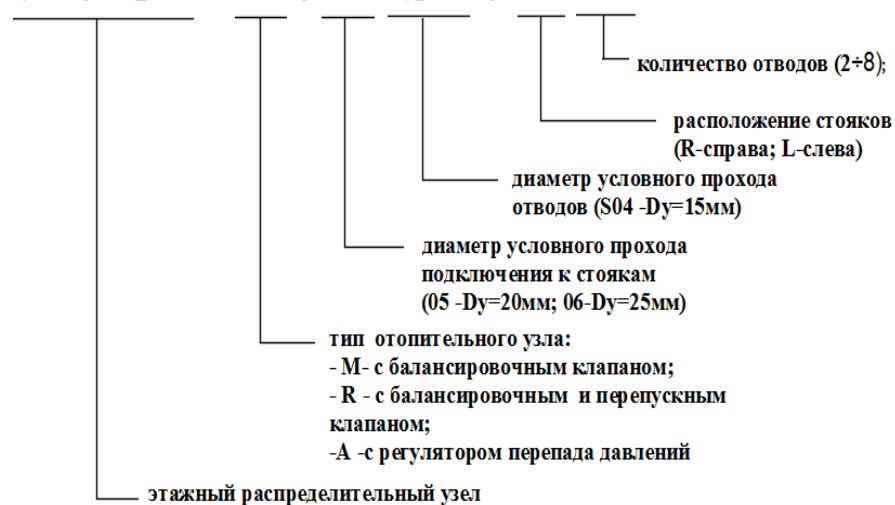 количество отводов (2÷8);
расположение стояков
(R-справа; L-слева)
диаметр условного прохода
отводов (S04 -Dy=15мм)
диаметр условного прохода
подключения к стоякам
(05 -Dy=20мм; 06-Dy=25мм)
тип отопительного узла:
- M- с балансировочным клапаном;
- R - с балансировочным и перепускным
клапаном;
-A -с регулятором перепада давлений
этажный распределительный узел